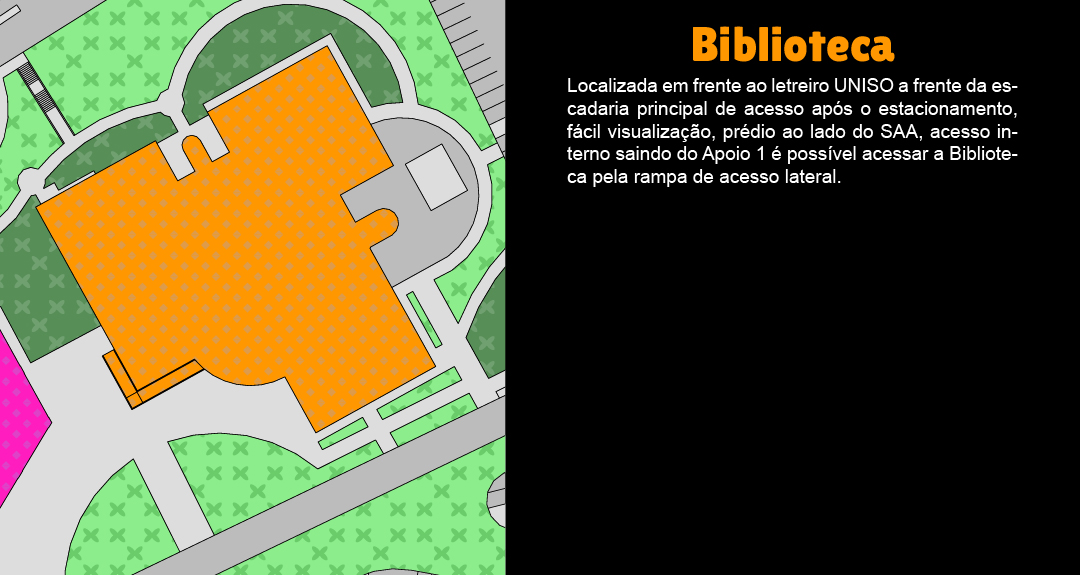 Biblioteca
Localizada em frente ao letreiro UNISO a frente da es-
cadaria principal de acesso após o estacionamento,
fácil visualização, prédio ao lado do SAA, acesso in-
terno saindo do Apoio 1 é possível acessar a Bibliote-
ca pela rampa de acesso lateral.